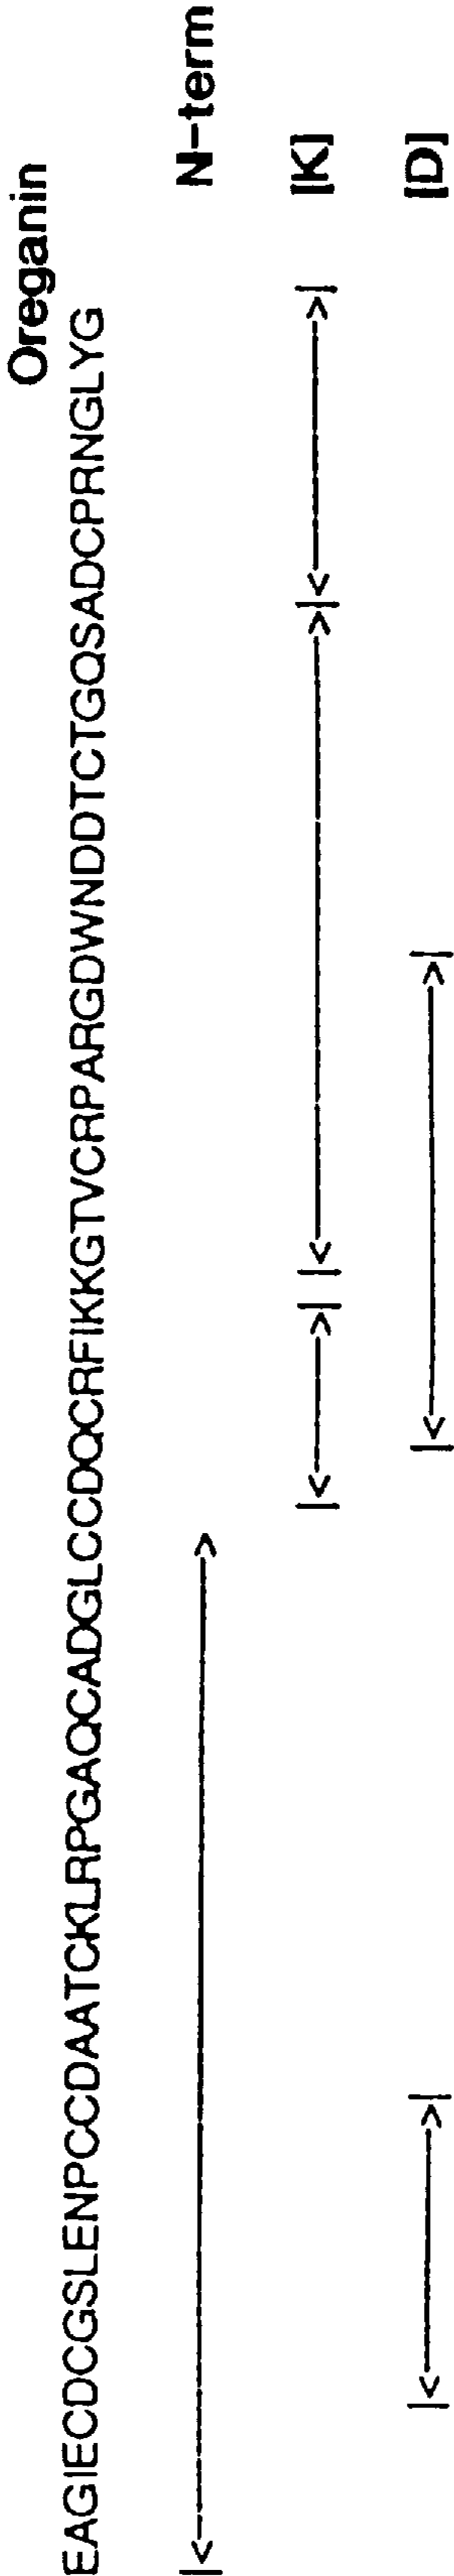 Oreganin
EAGIECDCGSLENPCCDAATCKLRPGAQCADGLCCDQCRFIKKGTVCRPARGDWNDDTCTGQSADCPRNGLYG
|<——————> N-term
|<——>| |<——————>|<——>| [K]
|<——>| |<——————>| [D]